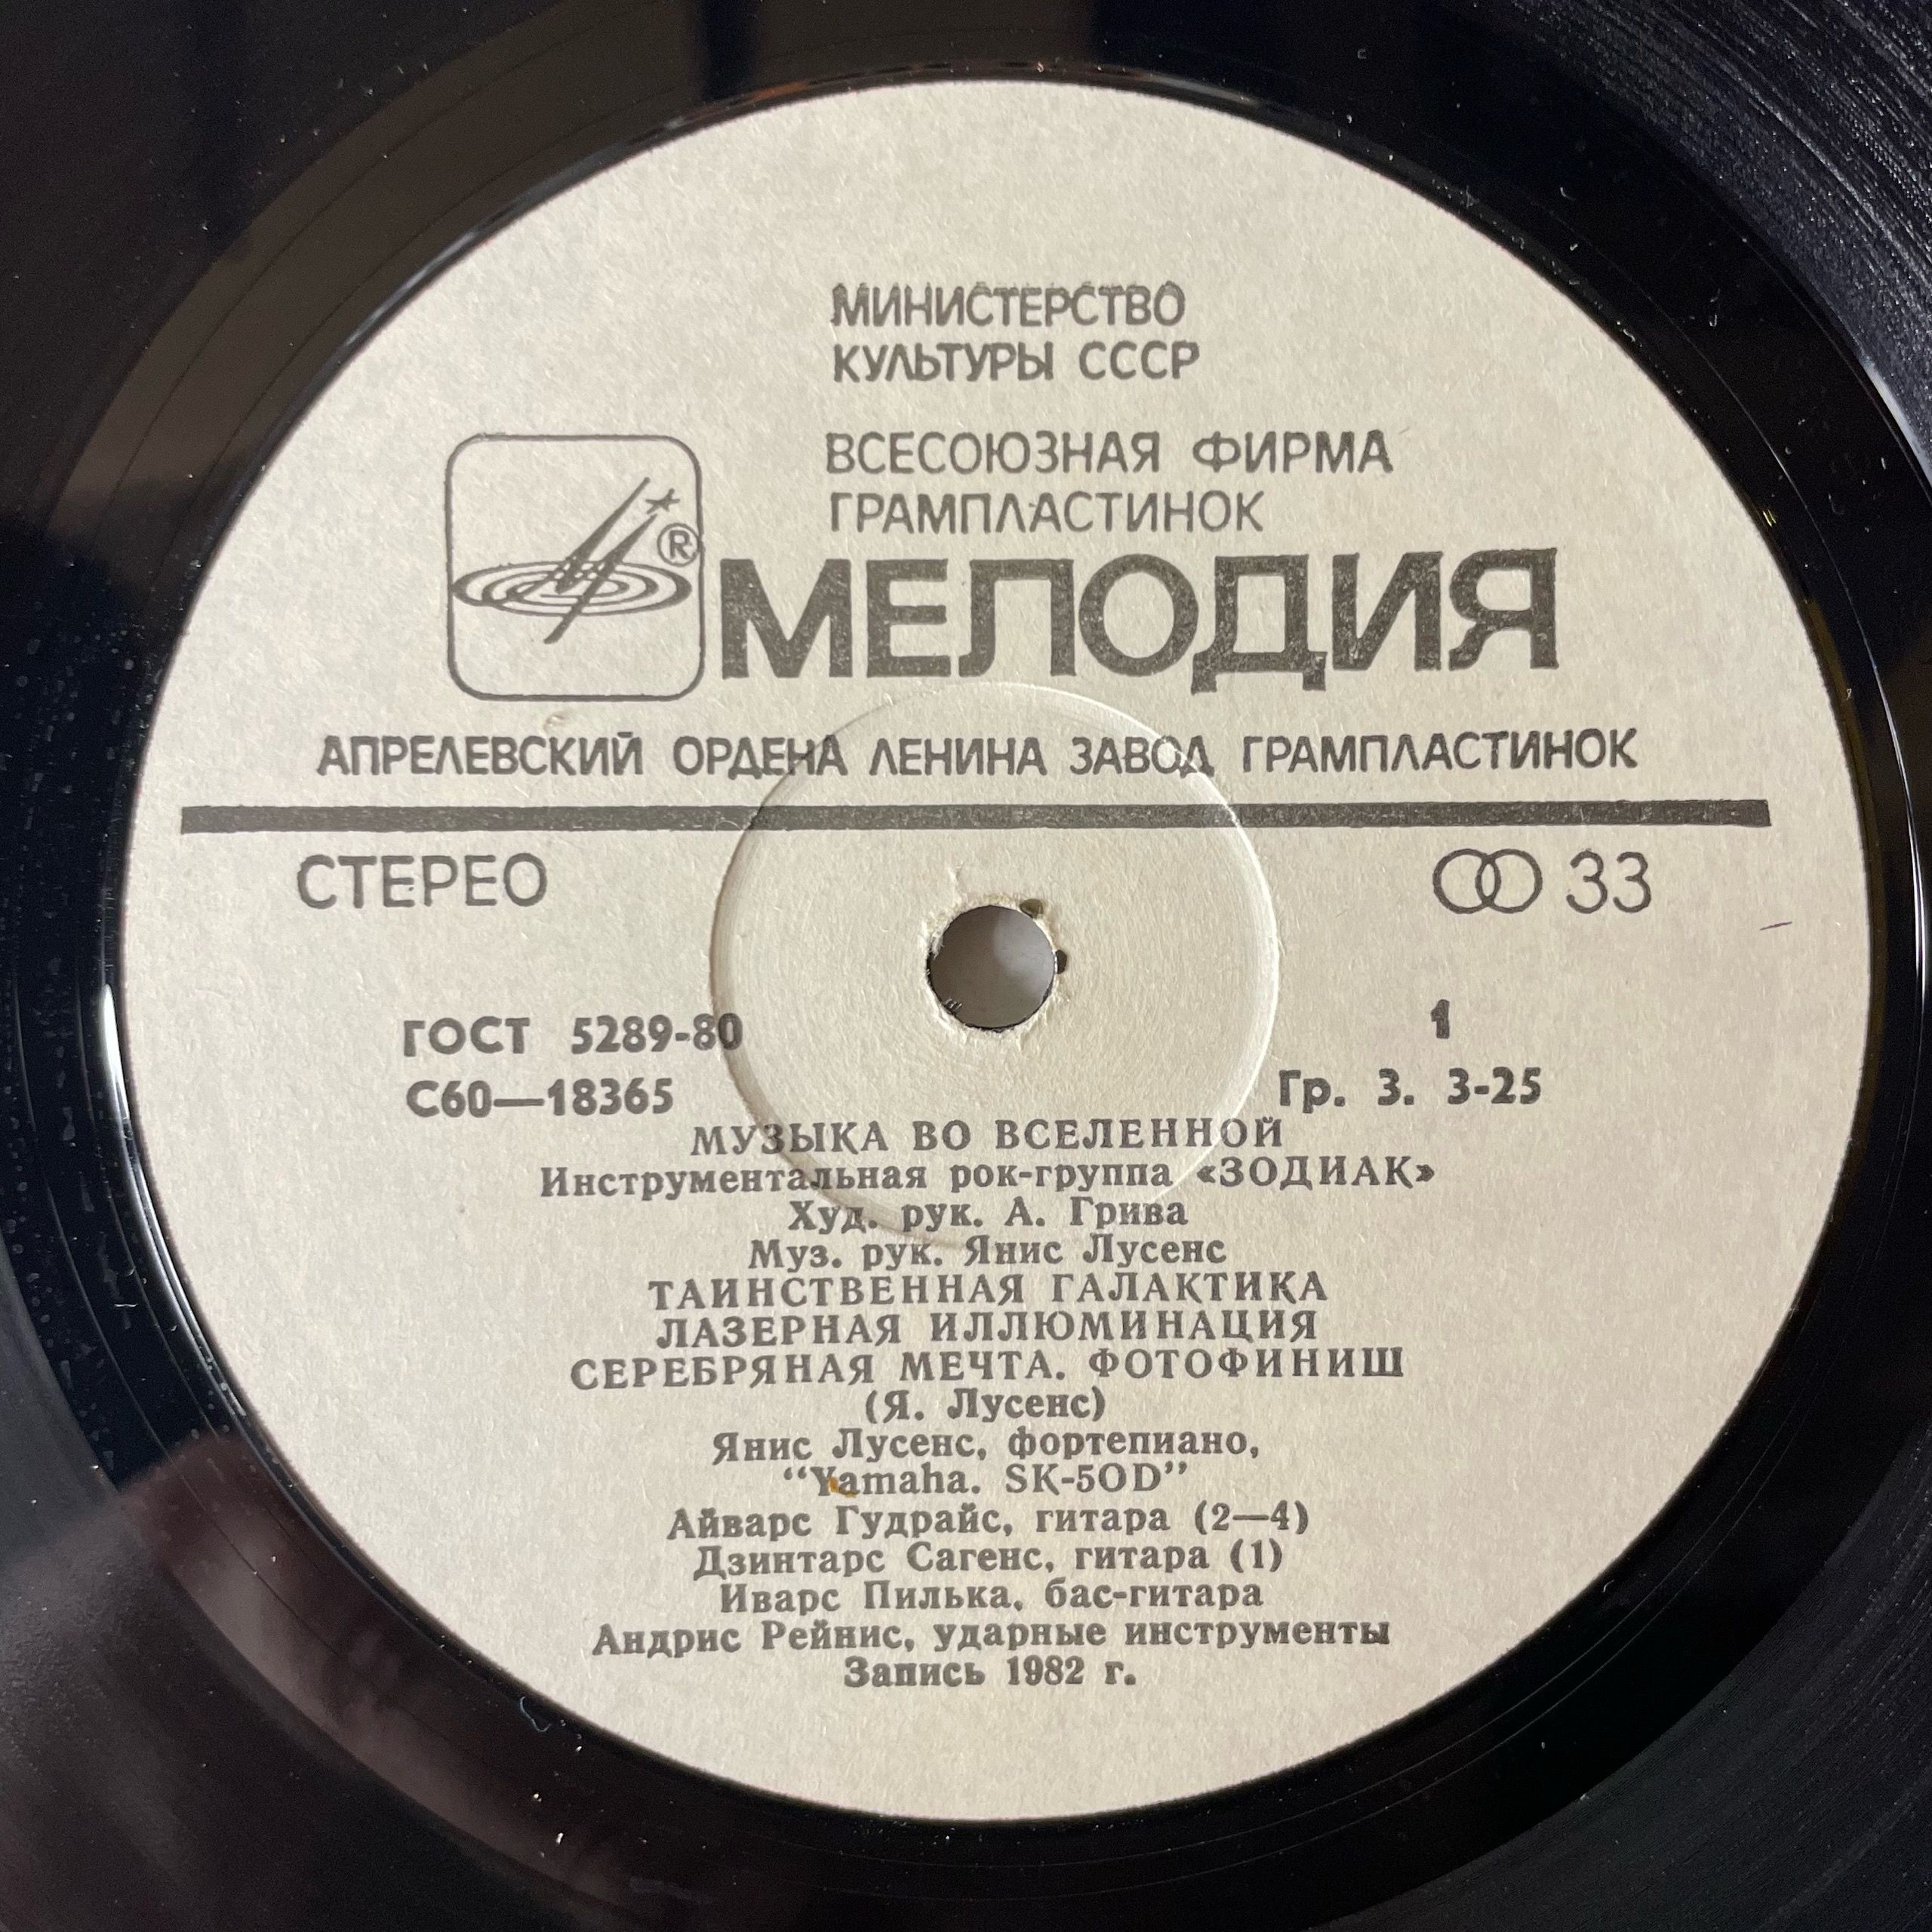 МИНИСТЕРСТВО
КУЛЬТУРЫ СССР
ВСЕСОЮЗНАЯ ФИРМА
ГРАМПЛАСТИНОК
® МЕЛОДИЯ
АПРЕЛЕВСКИЙ ОРДЕНА ЛЕНИНА ЗАВОД ГРАМПЛАСТИНОК
СТЕРЕО 33
ГОСТ 5289-80 1
С60—18365 Гр. 3. 3-25
МУЗЫКА ВО ВСЕЛЕННОЙ
Инструментальная рок-группа «ЗОДИАК»
Худ. рук. А. Грива
Муз. рук. Янис Лусенс
ТАИНСТВЕННАЯ ГАЛАКТИКА
ЛАЗЕРНАЯ ИЛЛЮМИНАЦИЯ
СЕРЕБРЯНАЯ МЕЧТА. ФОТОФИНИШ
(Я. Лусенс)
Янис Лусенс, фортепиано,
“Yamaha. SK-50D”
Айварс Гудрайс, гитара (2—4)
Дзинтарс Сагенс, гитара (1)
Иварс Пилька, бас-гитара
Андрис Рейнис, ударные инструменты
Запись 1982 г.